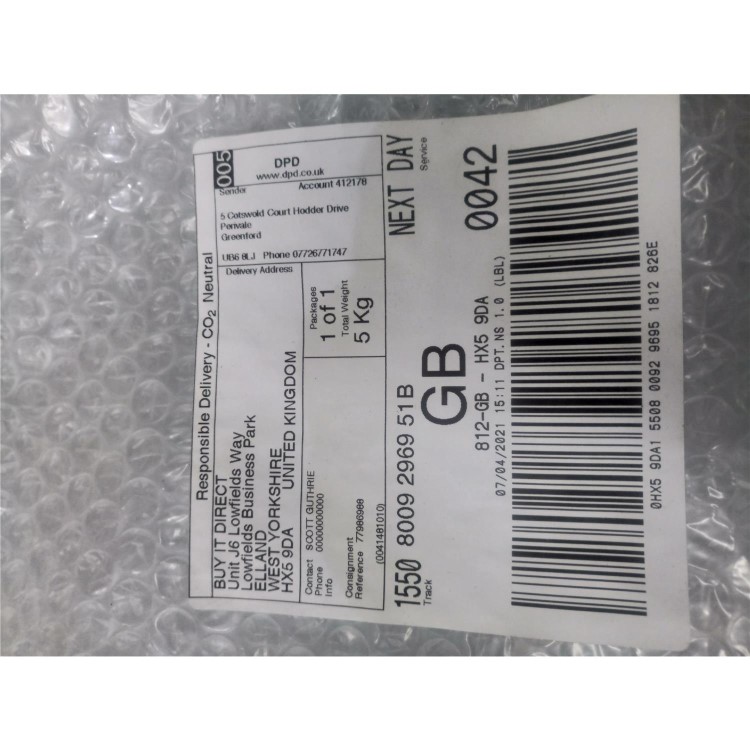 Responsible Delivery - CO2 Neutral
BUY IT DIRECT
Unit J6 Lowfields Way
Lowfields Business Park
ELLAND
WEST YORKSHIRE
HX5 9DA UNITED KINGDOM
Delivery Address
005
Sender
DPD
www.dpd.co.uk
Account 412178
5 Cotswold Court Hodder Drive
Perivale
Greenford
UB6 8LJ Phone 07726771747
Contact SCOTT GUTHRIE
Phone 00000000000
Info
Packages
1 of 1
Total Weight
5 Kg
Consignment
Reference 77986988
(0041481010)
1550 8009 2969 51B
Track
NEXT DAY
Service
GB
0042
812-GB - HX5 9DA
07/04/2021 15:11 DPT.NS 1.0 (LBL)
0HX5 9DA1 5508 0092 9695 1812 826E